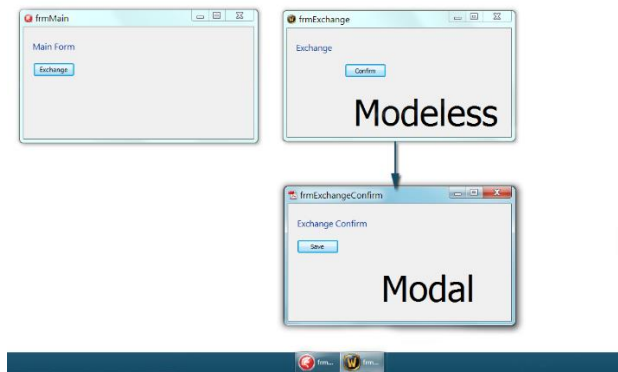 frmMain
Main Form
Exchange
frmExchange
Exchange
Confirm
Modeless
frmExchangeConfirm
Exchange Confirm
Save
Modal
frm...
frm...